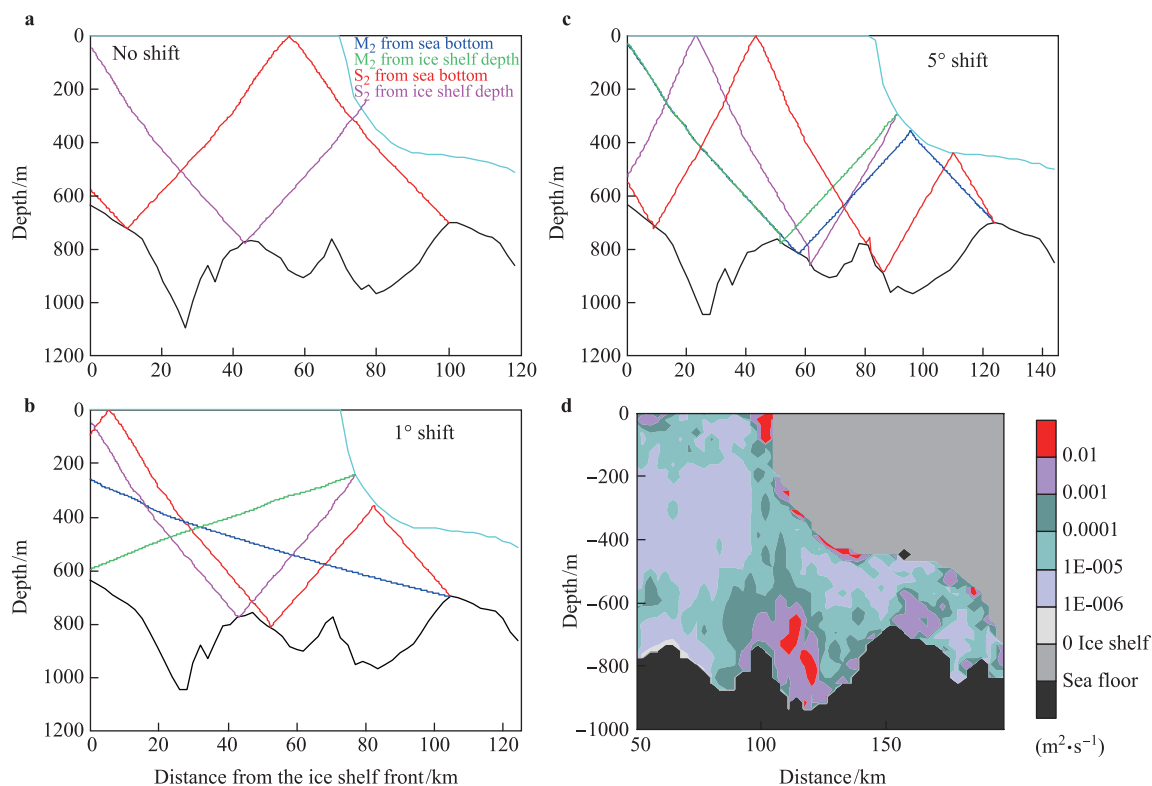 a
No shift
M2 from sea bottom
M2 from ice shelf depth
S2 from sea bottom
S2 from ice shelf depth
Depth/m
0
200
400
600
800
1000
1200
0
20
40
60
80
100
120
c
5° shift
Depth/m
0
200
400
600
800
1000
1200
0
20
40
60
80
100
120
140
b
1° shift
Depth/m
0
200
400
600
800
1000
1200
0
20
40
60
80
100
120
Distance from the ice shelf front/km
d
Depth/m
0
−200
−400
−600
−800
−1000
50
100
150
Distance/km
0.01
0.001
0.0001
1E-005
1E-006
0 Ice shelf
Sea floor
(m2·s−1)